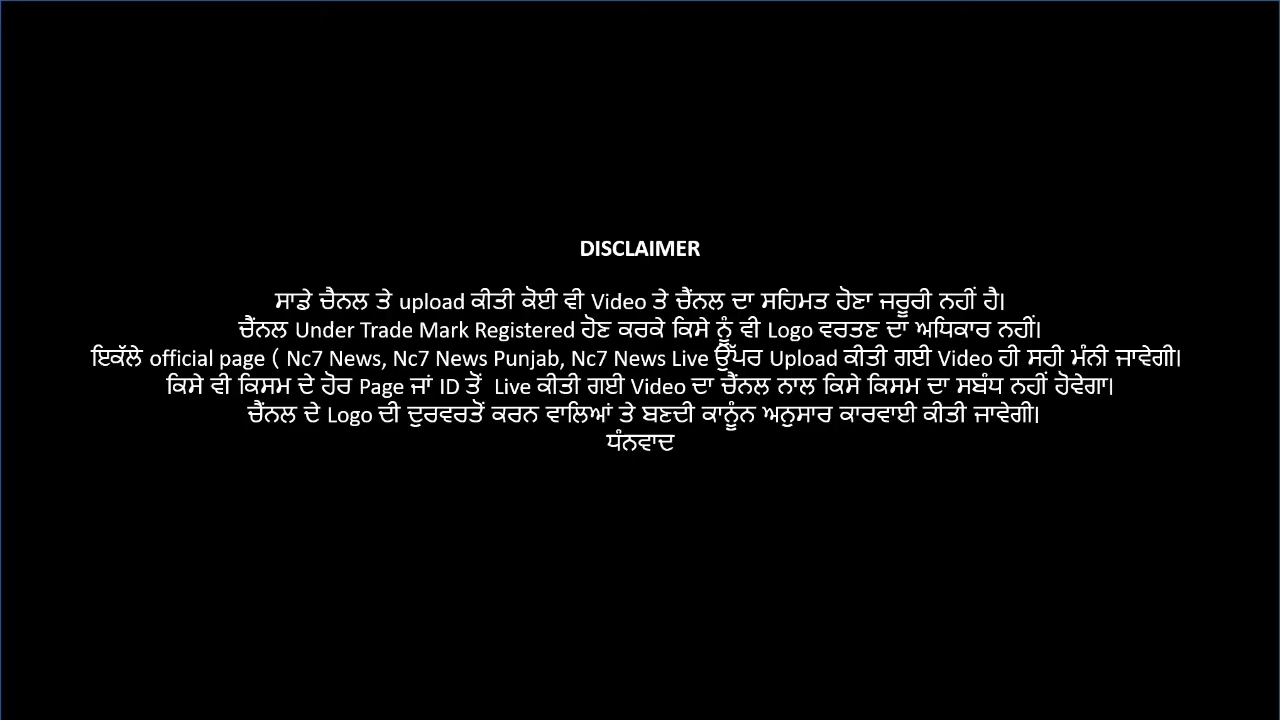 DISCLAIMER
ਸਾਡੇ ਚੈਨਲ ਤੇ upload ਕੀਤੀ ਕੋਈ ਵੀ Video ਤੇ ਚੈਂਨਲ ਦਾ ਸਹਿਮਤ ਹੋਣਾ ਜਰੂਰੀ ਨਹੀਂ ਹੈ।
ਚੈਂਨਲ Under Trade Mark Registered ਹੋਣ ਕਰਕੇ ਕਿਸੇ ਨੂੰ ਵੀ Logo ਵਰਤਣ ਦਾ ਅਧਿਕਾਰ ਨਹੀਂ।
ਇਕੱਲੇ official page ( Nc7 News, Nc7 News Punjab, Nc7 News Live ਉੱਪਰ Upload ਕੀਤੀ ਗਈ Video ਹੀ ਸਹੀ ਮੰਨੀ ਜਾਵੇਗੀ।
ਕਿਸੇ ਵੀ ਕਿਸਮ ਦੇ ਹੋਰ Page ਜਾਂ ID ਤੋਂ Live ਕੀਤੀ ਗਈ Video ਦਾ ਚੈਂਨਲ ਨਾਲ ਕਿਸੇ ਕਿਸਮ ਦਾ ਸਬੰਧ ਨਹੀਂ ਹੋਵੇਗਾ।
ਚੈਂਨਲ ਦੇ Logo ਦੀ ਦੁਰਵਰਤੋਂ ਕਰਨ ਵਾਲਿਆਂ ਤੇ ਬਣਦੀ ਕਾਨੂੰਨ ਅਨੁਸਾਰ ਕਾਰਵਾਈ ਕੀਤੀ ਜਾਵੇਗੀ।
ਧੰਨਵਾਦ